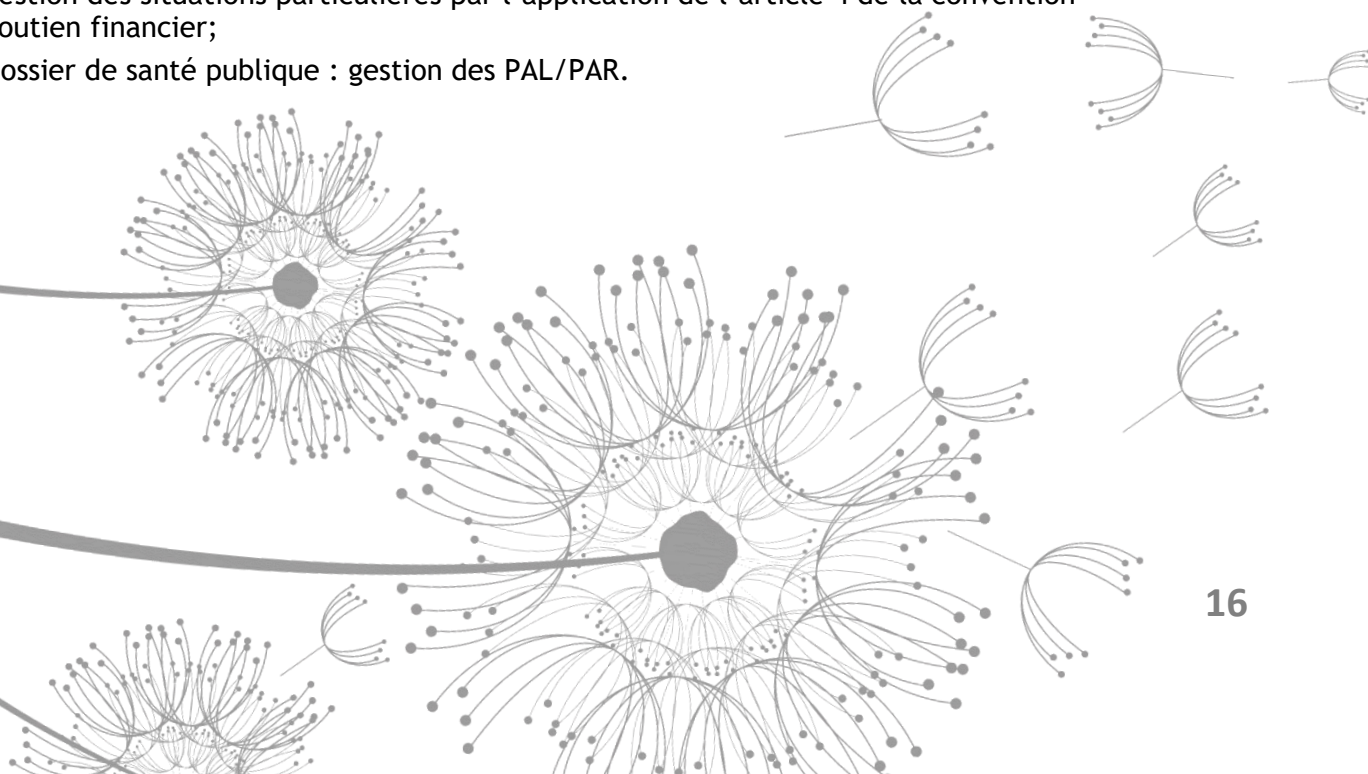 estion des situations particulières par l'application de l'article 4 de la convention
outien financier;
ossier de santé publique : gestion des PAL/PAR.
16